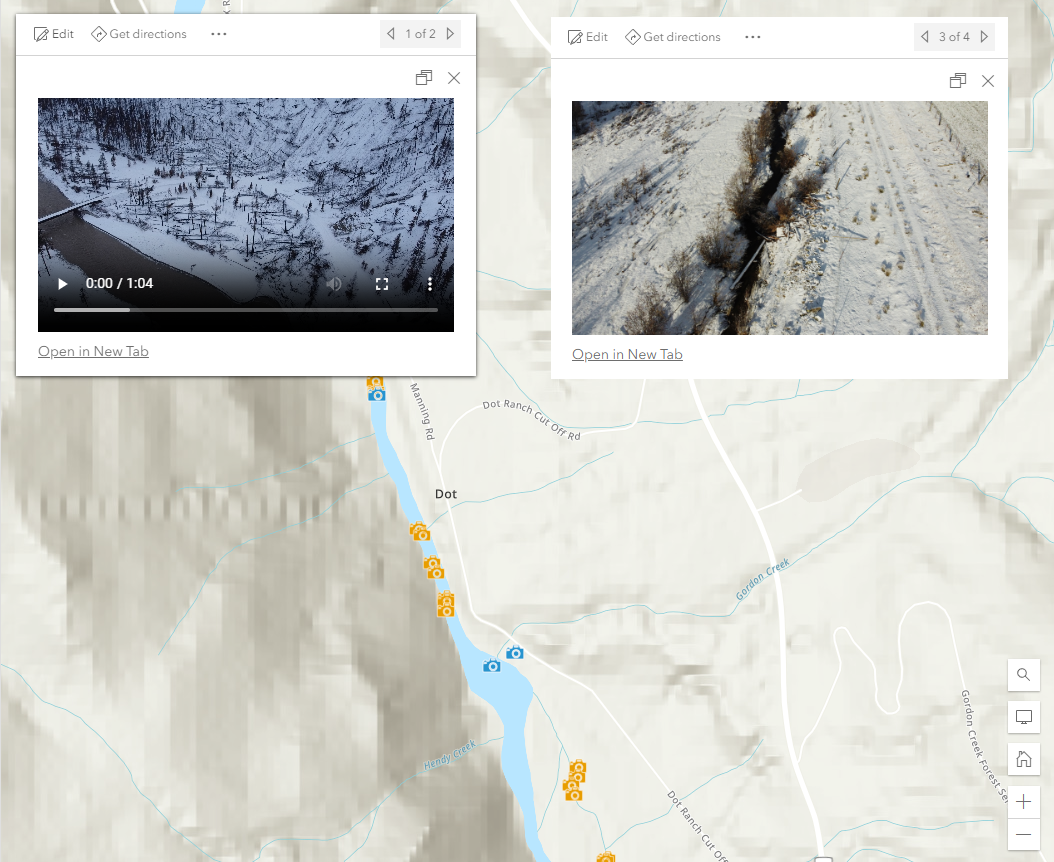 Edit
Get directions
1 of 2
0:00 / 1:04
Open in New Tab
Edit
Get directions
3 of 4
Open in New Tab
Manning Rd
Dot Ranch Cut Off Rd
Dot
Gordon Creek
Hendy Creek
Gordon Creek Forest Ser
Dot Ranch Cut Off